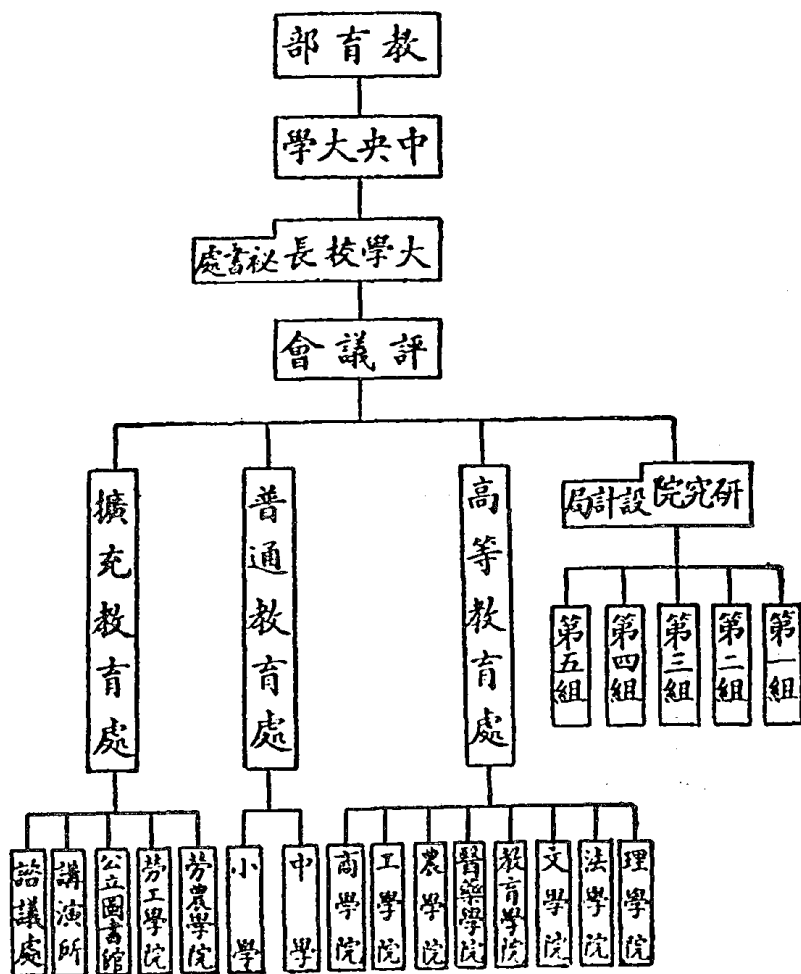 教育部
中央大學
大學校長
祕書處
評議會
研究院
設計局
高等教育處
普通教育處
擴充教育處
第一組
第二組
第三組
第四組
第五組
理學院
法學院
文學院
教育學院
醫藥學院
農學院
工學院
商學院
中學
小學
勞農學院
勞工學院
公立圖書館
講演所
諮議處